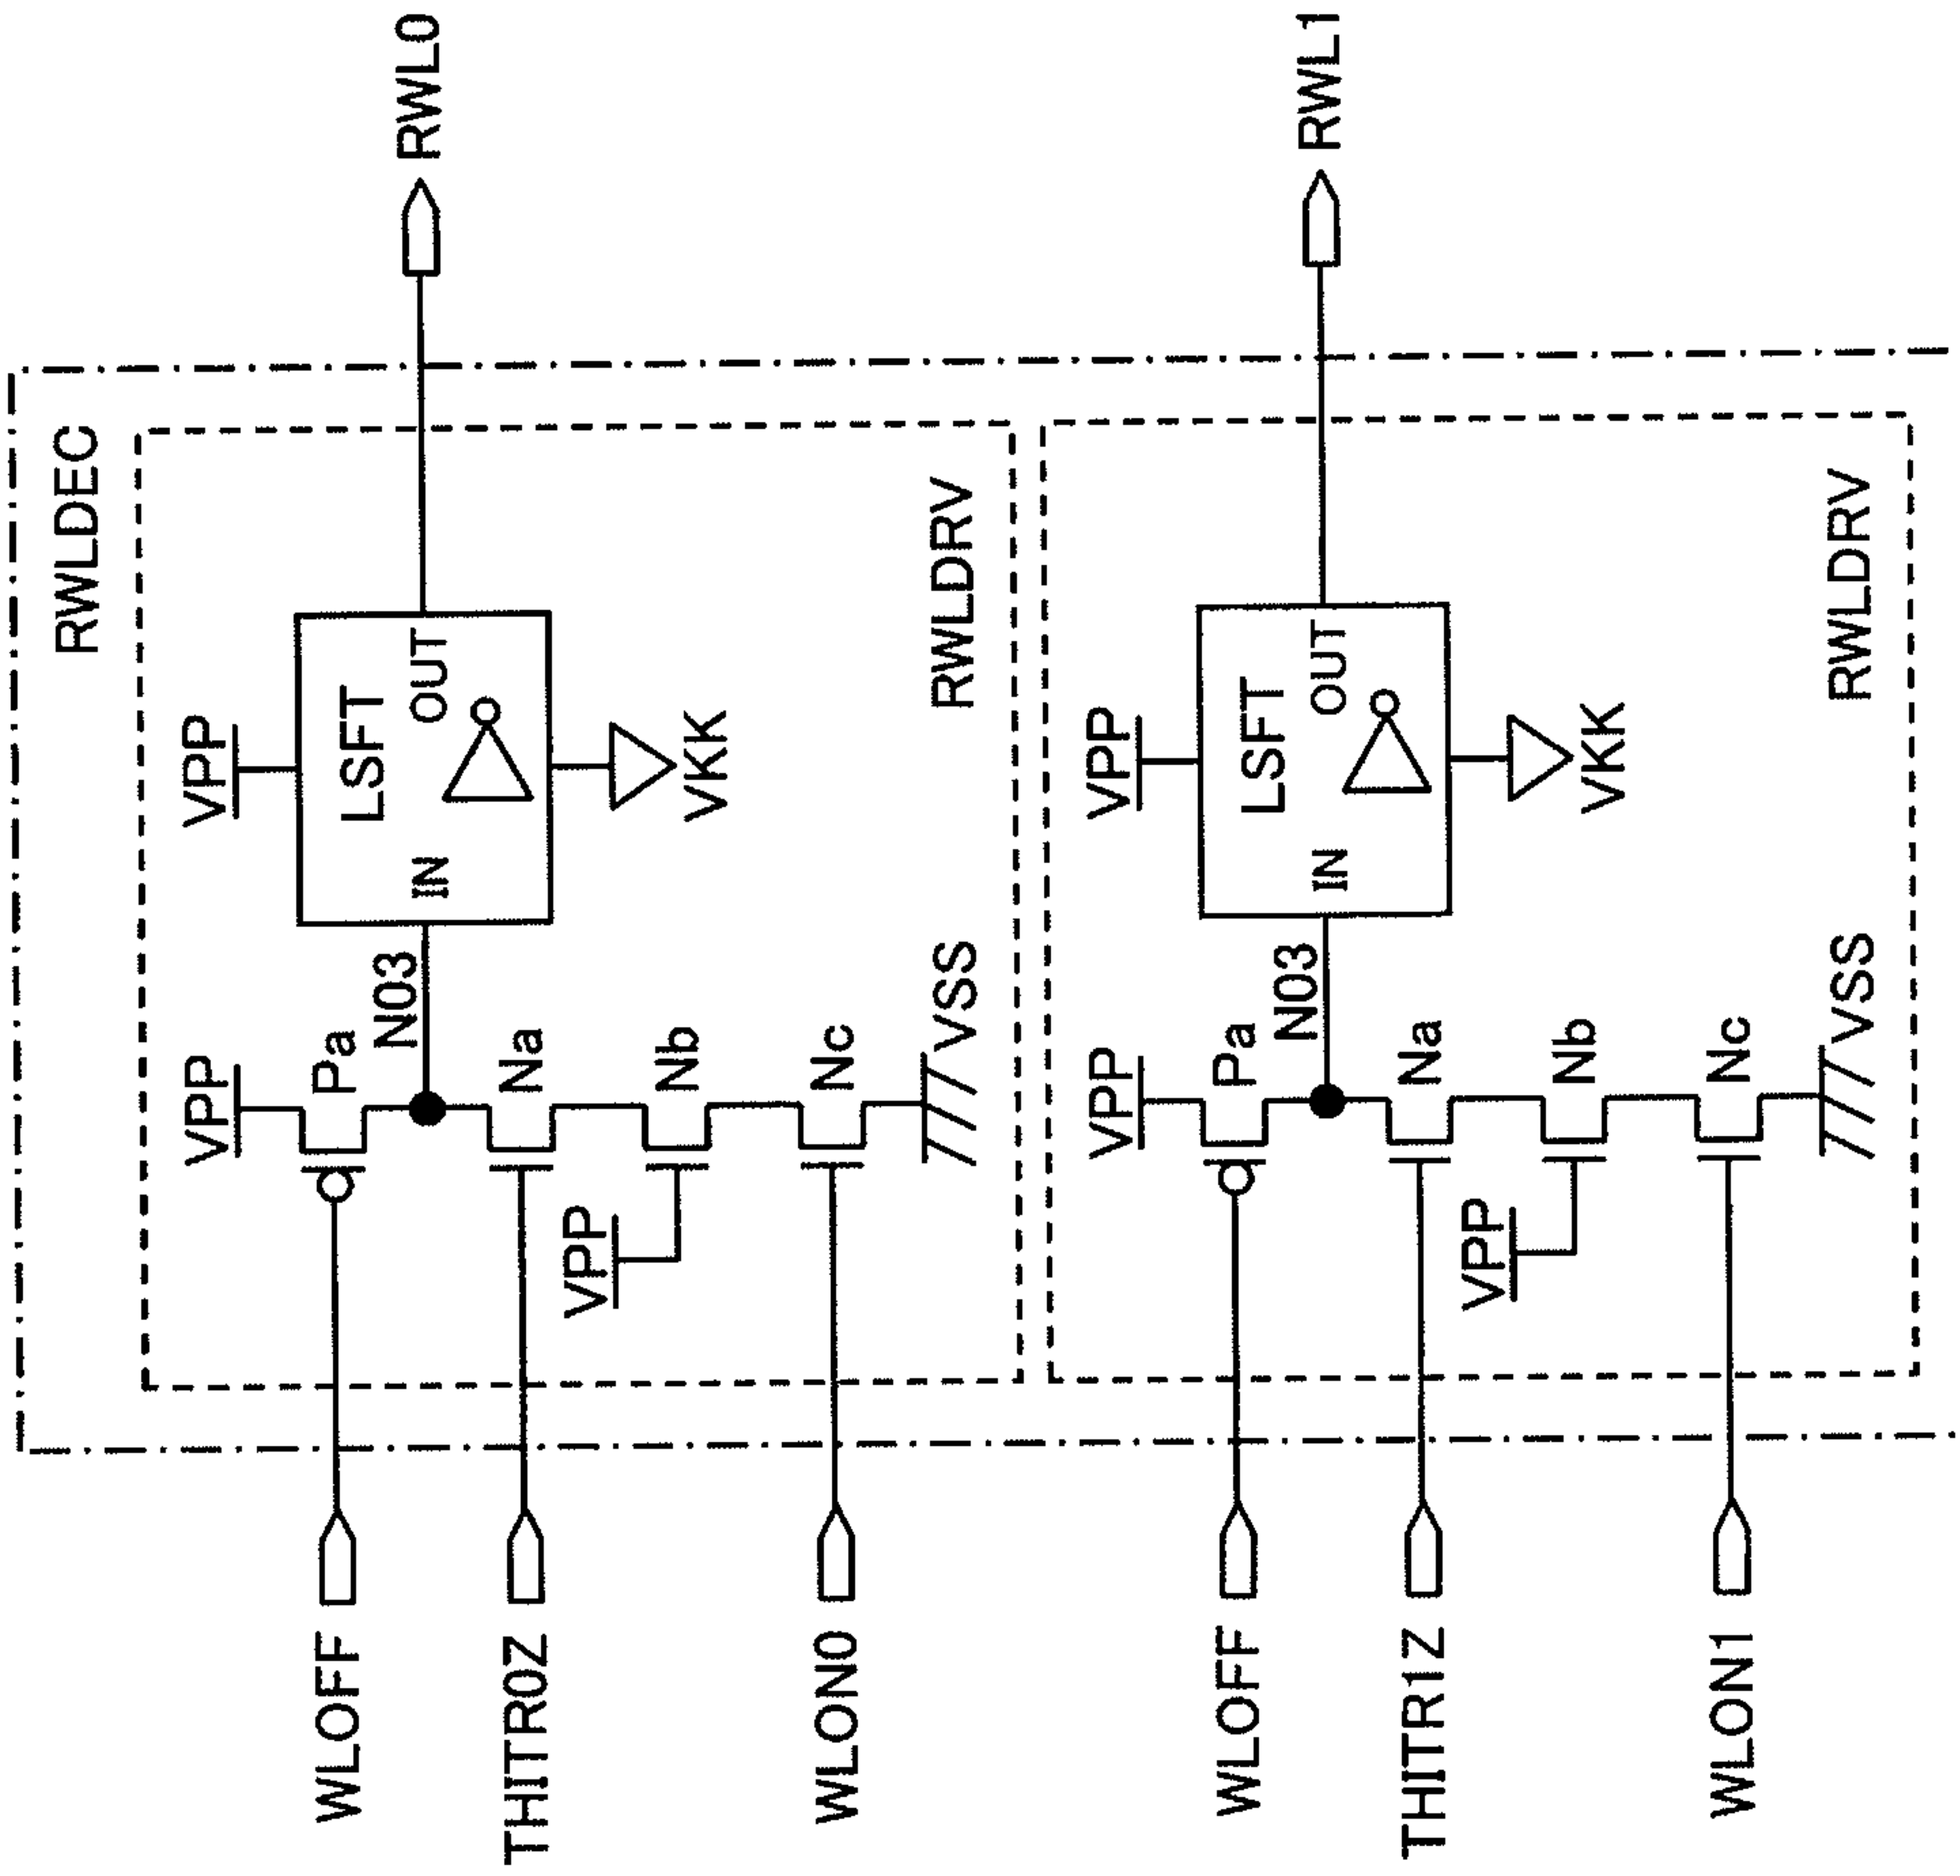 RWLDEC
VPP
VPP
WLOFF
Pa
LSFT
N03
IN
OUT
RWL0
THITR0Z
Na
VPP
Nb
VKK
WLON0
Nc
VSS
RWLDRV
VPP
VPP
WLOFF
Pa
LSFT
N03
IN
OUT
RWL1
THITR1Z
Na
VPP
Nb
VKK
WLON1
Nc
VSS
RWLDRV